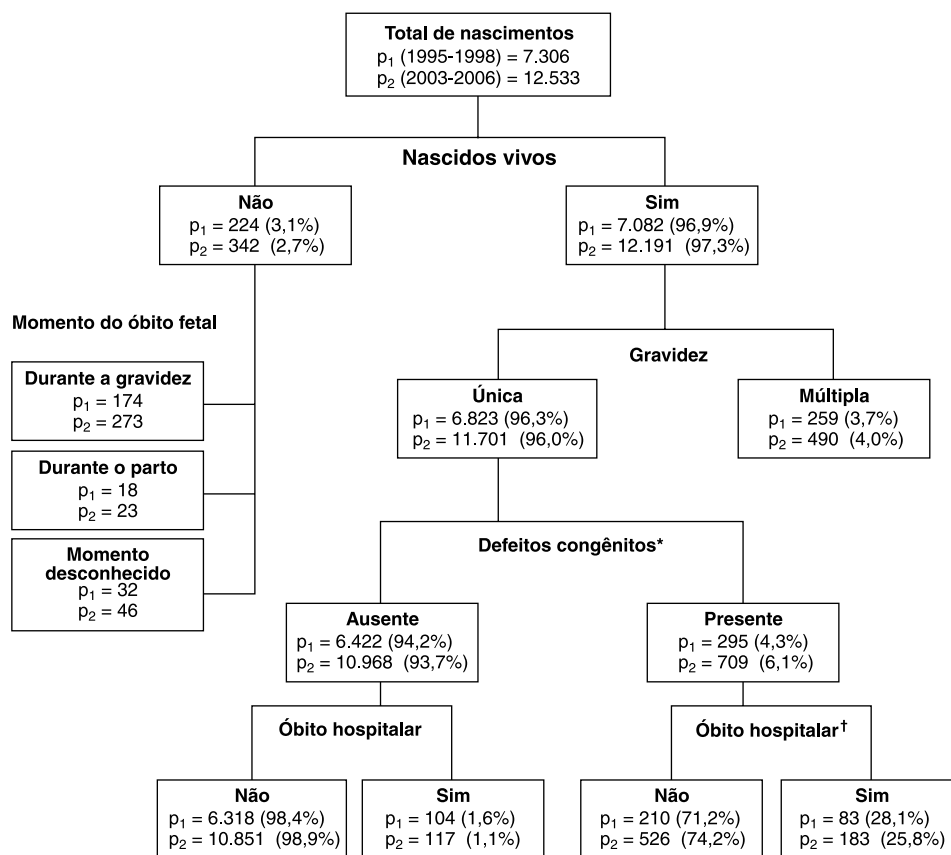 Total de nascimentos
p₁ (1995-1998) = 7.306
p₂ (2003-2006) = 12.533
Nascidos vivos
Não
p₁ = 224 (3,1%)
p₂ = 342 (2,7%)
Sim
p₁ = 7.082 (96,9%)
p₂ = 12.191 (97,3%)
Momento do óbito fetal
Durante a gravidez
p₁ = 174
p₂ = 273
Durante o parto
p₁ = 18
p₂ = 23
Momento
desconhecido
p₁ = 32
p₂ = 46
Gravidez
Única
p₁ = 6.823 (96,3%)
p₂ = 11.701 (96,0%)
Múltipla
p₁ = 259 (3,7%)
p₂ = 490 (4,0%)
Defeitos congênitos*
Ausente
p₁ = 6.422 (94,2%)
p₂ = 10.968 (93,7%)
Presente
p₁ = 295 (4,3%)
p₂ = 709 (6,1%)
Óbito hospitalar
Não
p₁ = 6.318 (98,4%)
p₂ = 10.851 (98,9%)
Sim
p₁ = 104 (1,6%)
p₂ = 117 (1,1%)
Óbito hospitalar†
Não
p₁ = 210 (71,2%)
p₂ = 526 (74,2%)
Sim
p₁ = 83 (28,1%)
p₂ = 183 (25,8%)